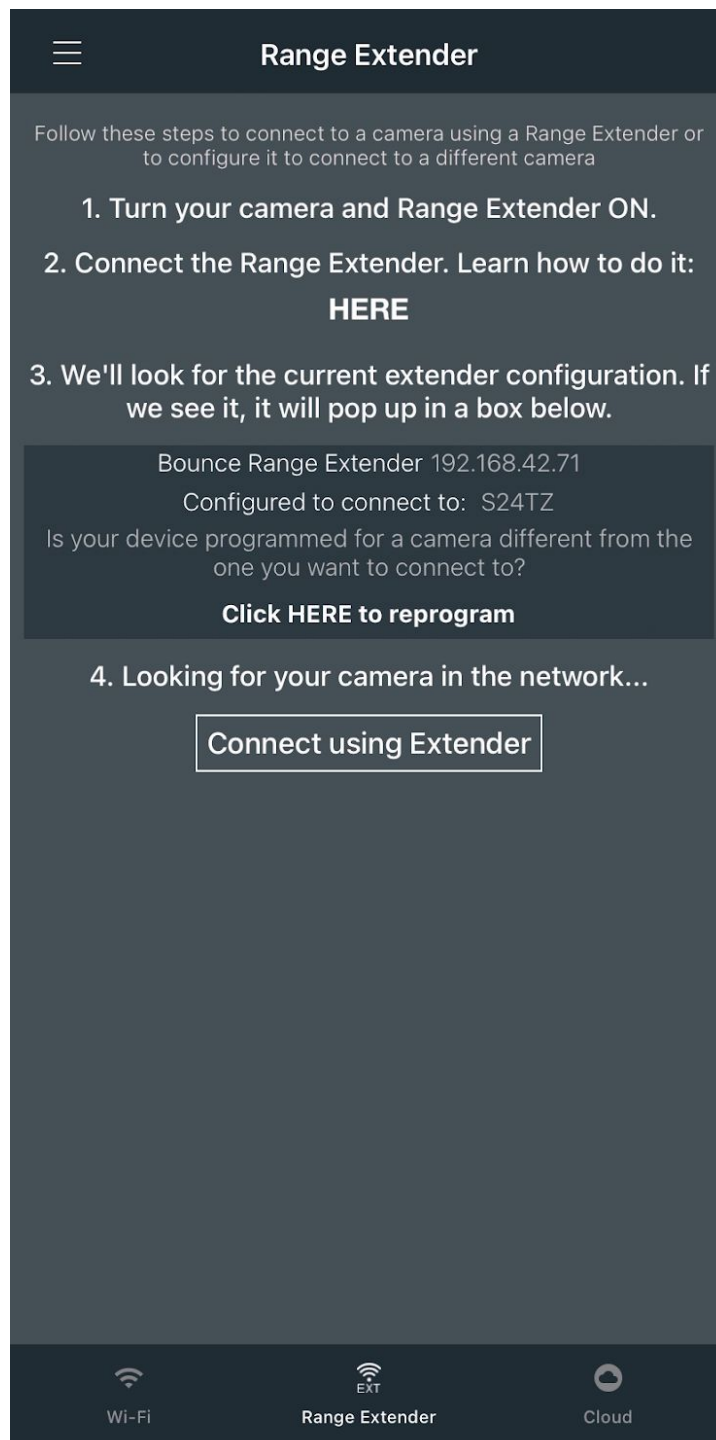 Range Extender
Follow these steps to connect to a camera using a Range Extender or
to configure it to connect to a different camera
1. Turn your camera and Range Extender ON.
2. Connect the Range Extender. Learn how to do it:
HERE
3. We'll look for the current extender configuration. If
we see it, it will pop up in a box below.
Bounce Range Extender 192.168.42.71
Configured to connect to: S24TZ
Is your device programmed for a camera different from the
one you want to connect to?
Click HERE to reprogram
4. Looking for your camera in the network...
Connect using Extender
EXT
Wi-Fi Range Extender Cloud